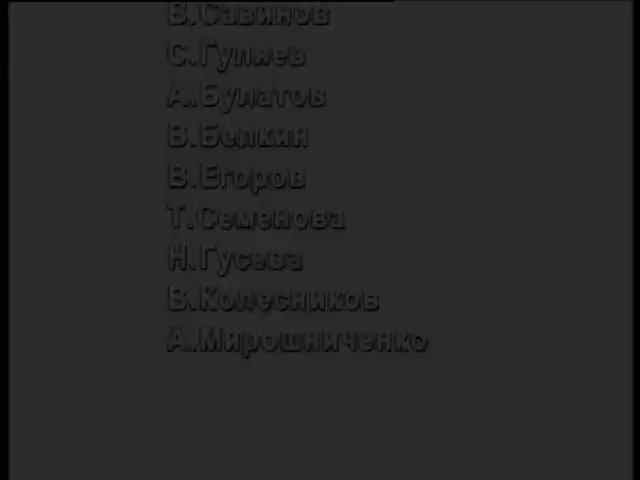 В.Савинов
С.Гуляев
А.Булатов
В.Белкин
В.Егоров
Т.Семенова
Н.Гусева
В.Колесников
А.Мирошниченко